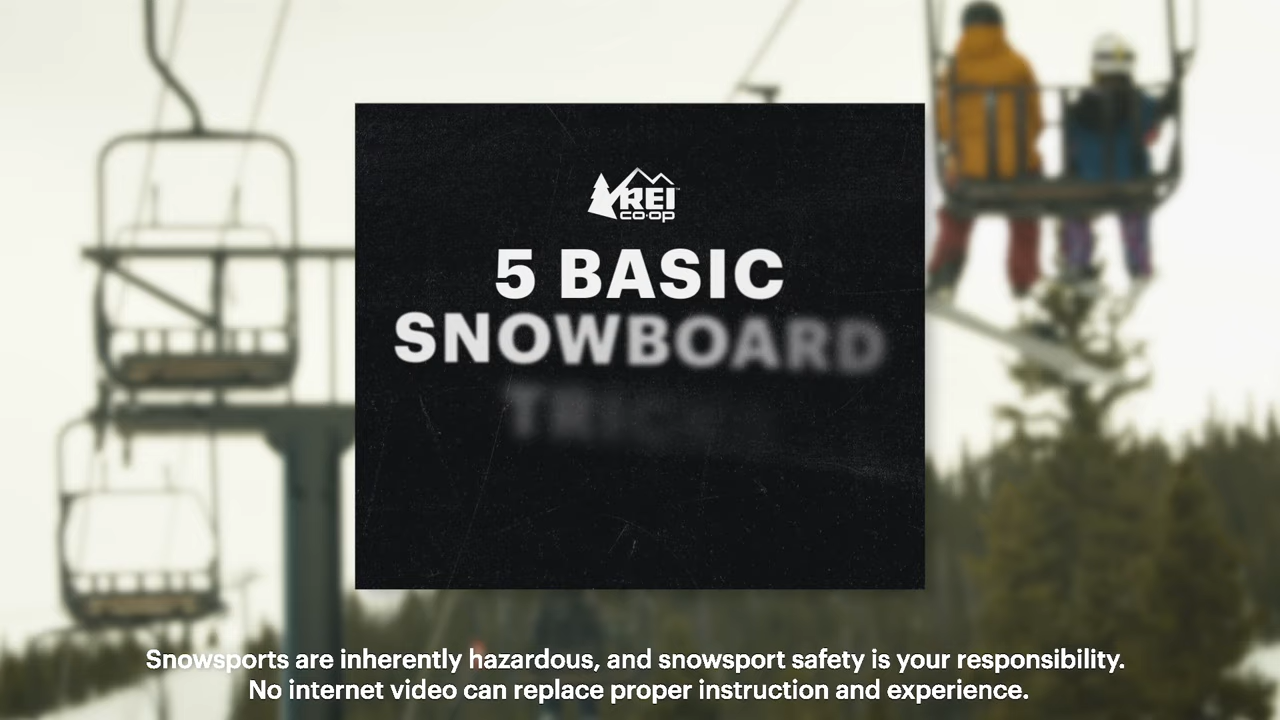 REI
co·op
5 BASIC
SNOWBOARD
TRICKS
Snowsports are inherently hazardous, and snowsport safety is your responsibility.
No internet video can replace proper instruction and experience.